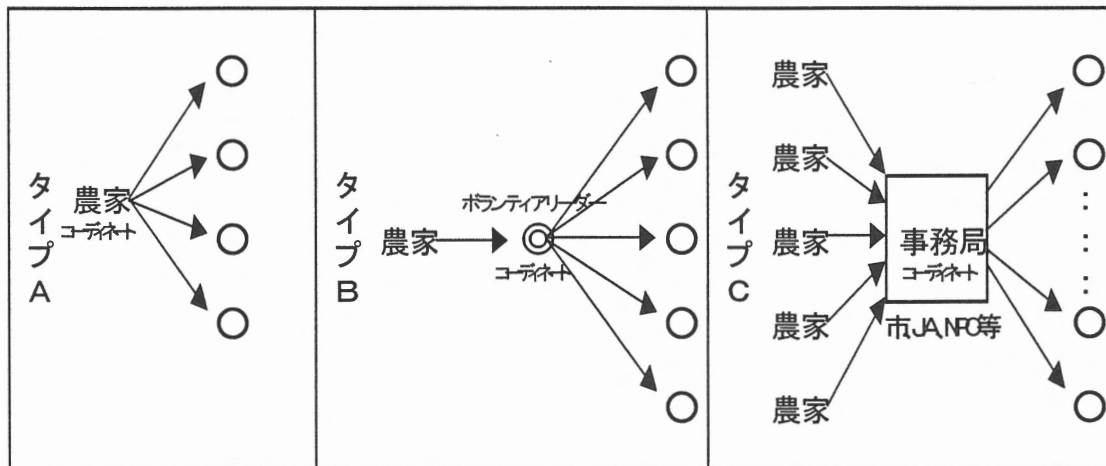 タイプA
農家
コーディネート
タイプB
農家
ボランティアリーダー
コーディネート
タイプC
農家
農家
農家
農家
農家
事務局
コーディネート
市、JA、NPO等